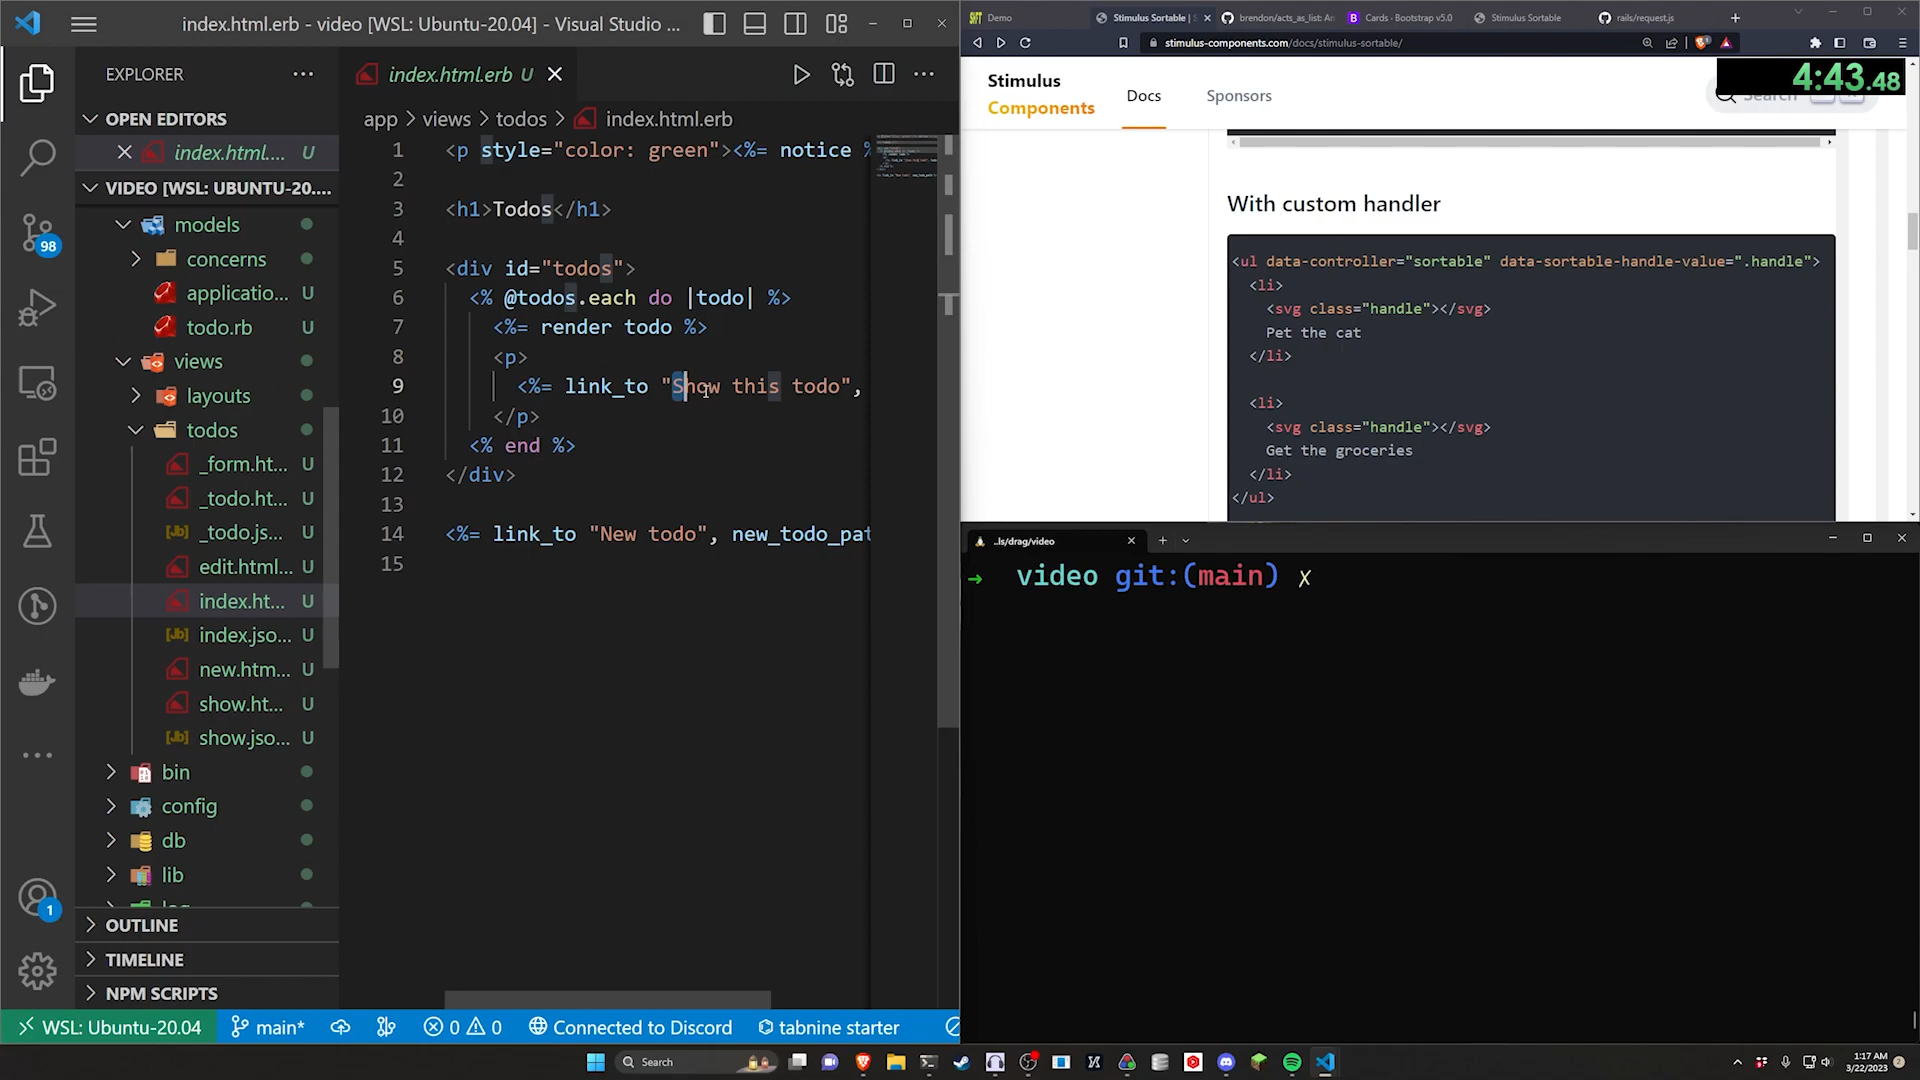 index.html.erb - video [WSL: Ubuntu-20.04] - Visual Studio ...
EXPLORER
OPEN EDITORS
index.html.... U
VIDEO [WSL: UBUNTU-20....
models
concerns
applicatio... U
todo.rb U
views
layouts
todos
_form.ht... U
_todo.ht... U
_todo.js... U
edit.html... U
index.ht... U
index.jso... U
new.htm... U
show.ht... U
show.jso... U
bin
config
db
lib
OUTLINE
TIMELINE
NPM SCRIPTS
98
1
index.html.erb U
app > views > todos > index.html.erb
1 <p style="color: green"><%= notice %
2
3 <h1>Todos</h1>
4
5 <div id="todos">
6 <% @todos.each do |todo| %>
7 <%= render todo %>
8 <p>
9 <%= link_to "Show this todo",
10 </p>
11 <% end %>
12 </div>
13
14 <%= link_to "New todo", new_todo_pat
15
WSL: Ubuntu-20.04 main* 0 0 Connected to Discord tabnine starter
Demo
Stimulus Sortable | S
brendon/acts_as_list: An
Cards · Bootstrap v5.0
Stimulus Sortable
rails/request.js
stimulus-components.com/docs/stimulus-sortable/
4:43.48
Stimulus
Components
Docs
Sponsors
Search
With custom handler
<ul data-controller="sortable" data-sortable-handle-value=".handle">
<li>
<svg class="handle"></svg>
Pet the cat
</li>
<li>
<svg class="handle"></svg>
Get the groceries
</li>
</ul>
..ls/drag/video
→ video git:(main) x
Search
1:17 AM
3/22/2023